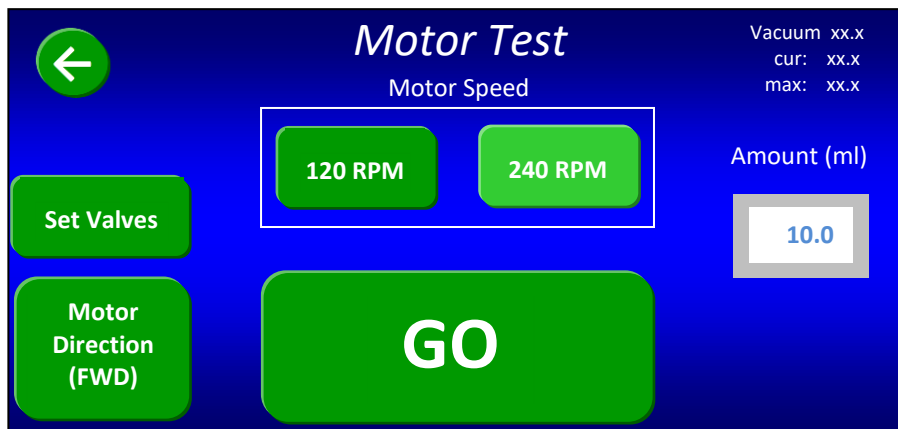 Motor Test
Motor Speed
Vacuum xx.x
cur: xx.x
max: xx.x
120 RPM
240 RPM
Amount (ml)
10.0
Set Valves
Motor
Direction
(FWD)
GO